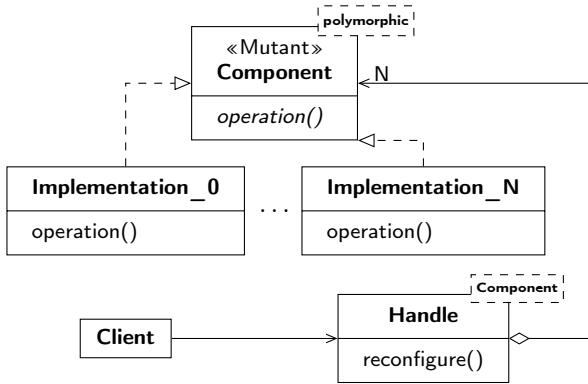 polymorphic
«Mutant»
Component
N
operation()
Implementation_0
Implementation_N
operation()
...
operation()
Component
Handle
Client
reconfigure()